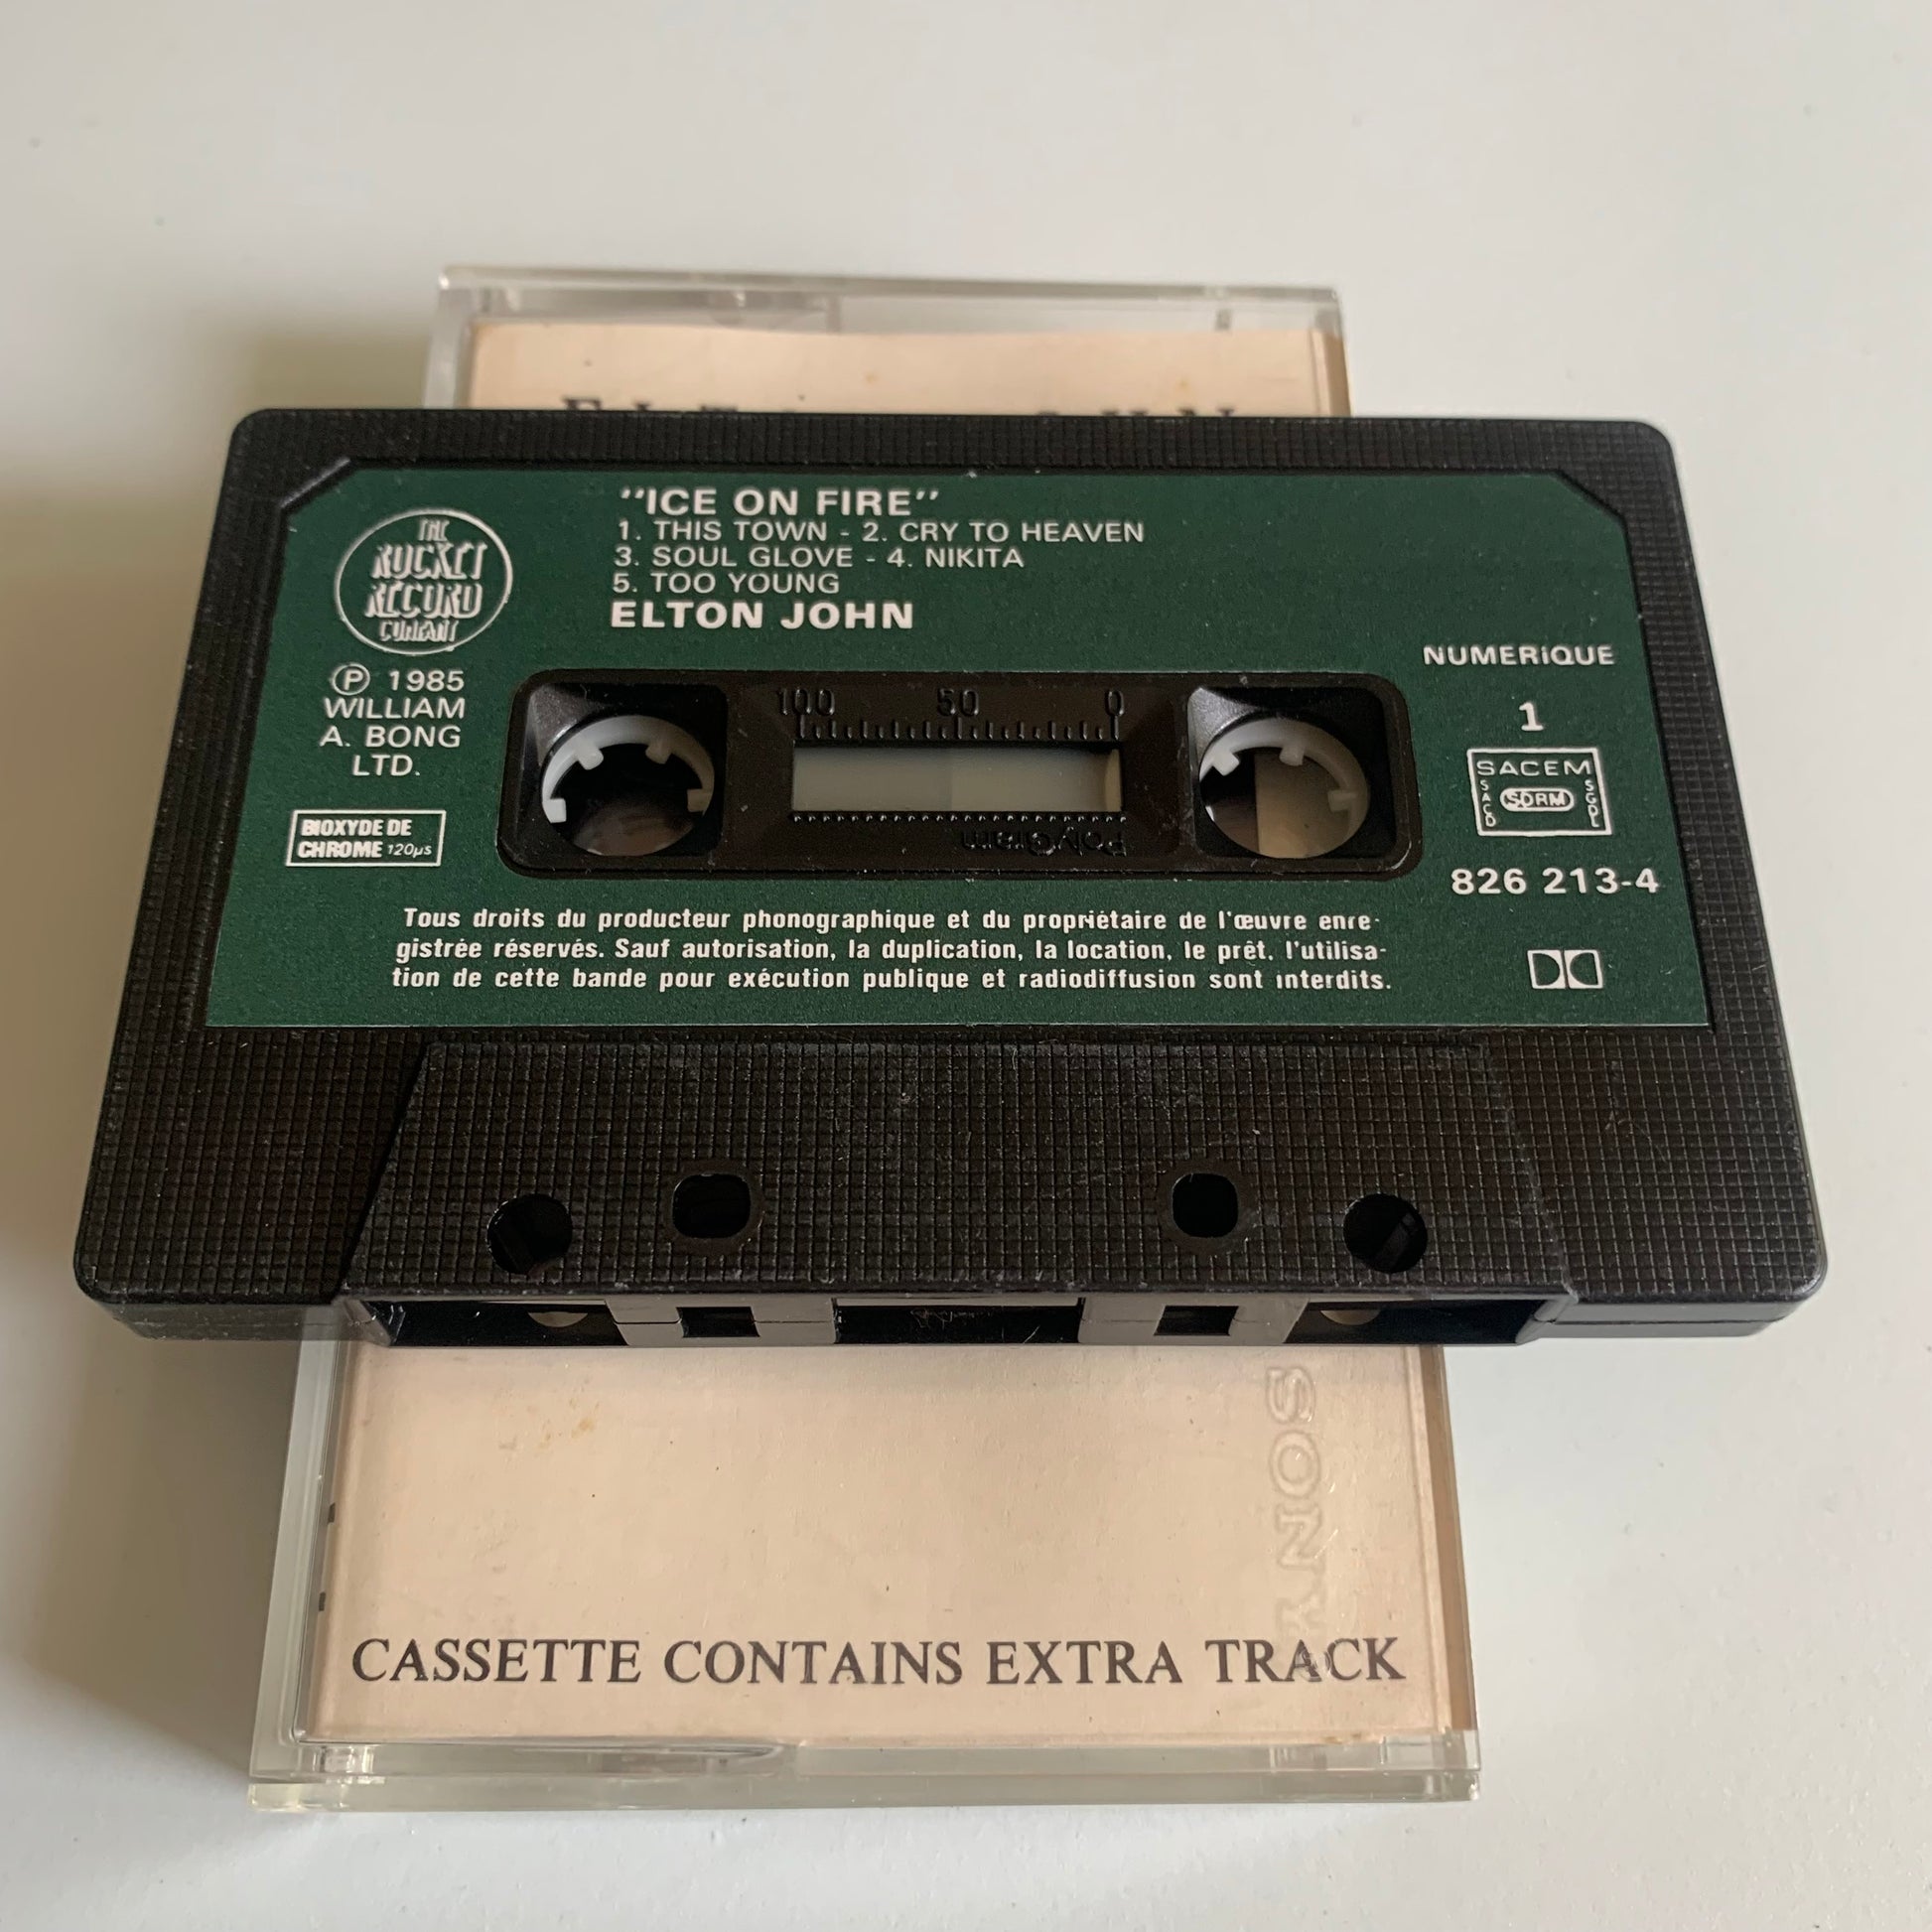 "ICE ON FIRE"
1. THIS TOWN - 2. CRY TO HEAVEN
3. SOUL GLOVE - 4. NIKITA
5. TOO YOUNG
ELTON JOHN
THE
ROCKET
RECORD
COMPANY
Ⓟ 1985
WILLIAM
A. BONG
LTD.
BIOXYDE DE
CHROME 120µs
100 50 0
PolyGram
NUMERiQUE
1
SACEM
SACD SDRM SGDL
826 213-4
Tous droits du producteur phonographique et du propriétaire de l'œuvre enre-
gistrée réservés. Sauf autorisation, la duplication, la location, le prêt, l'utilisa-
tion de cette bande pour exécution publique et radiodiffusion sont interdits.
SONY
CASSETTE CONTAINS EXTRA TRACK